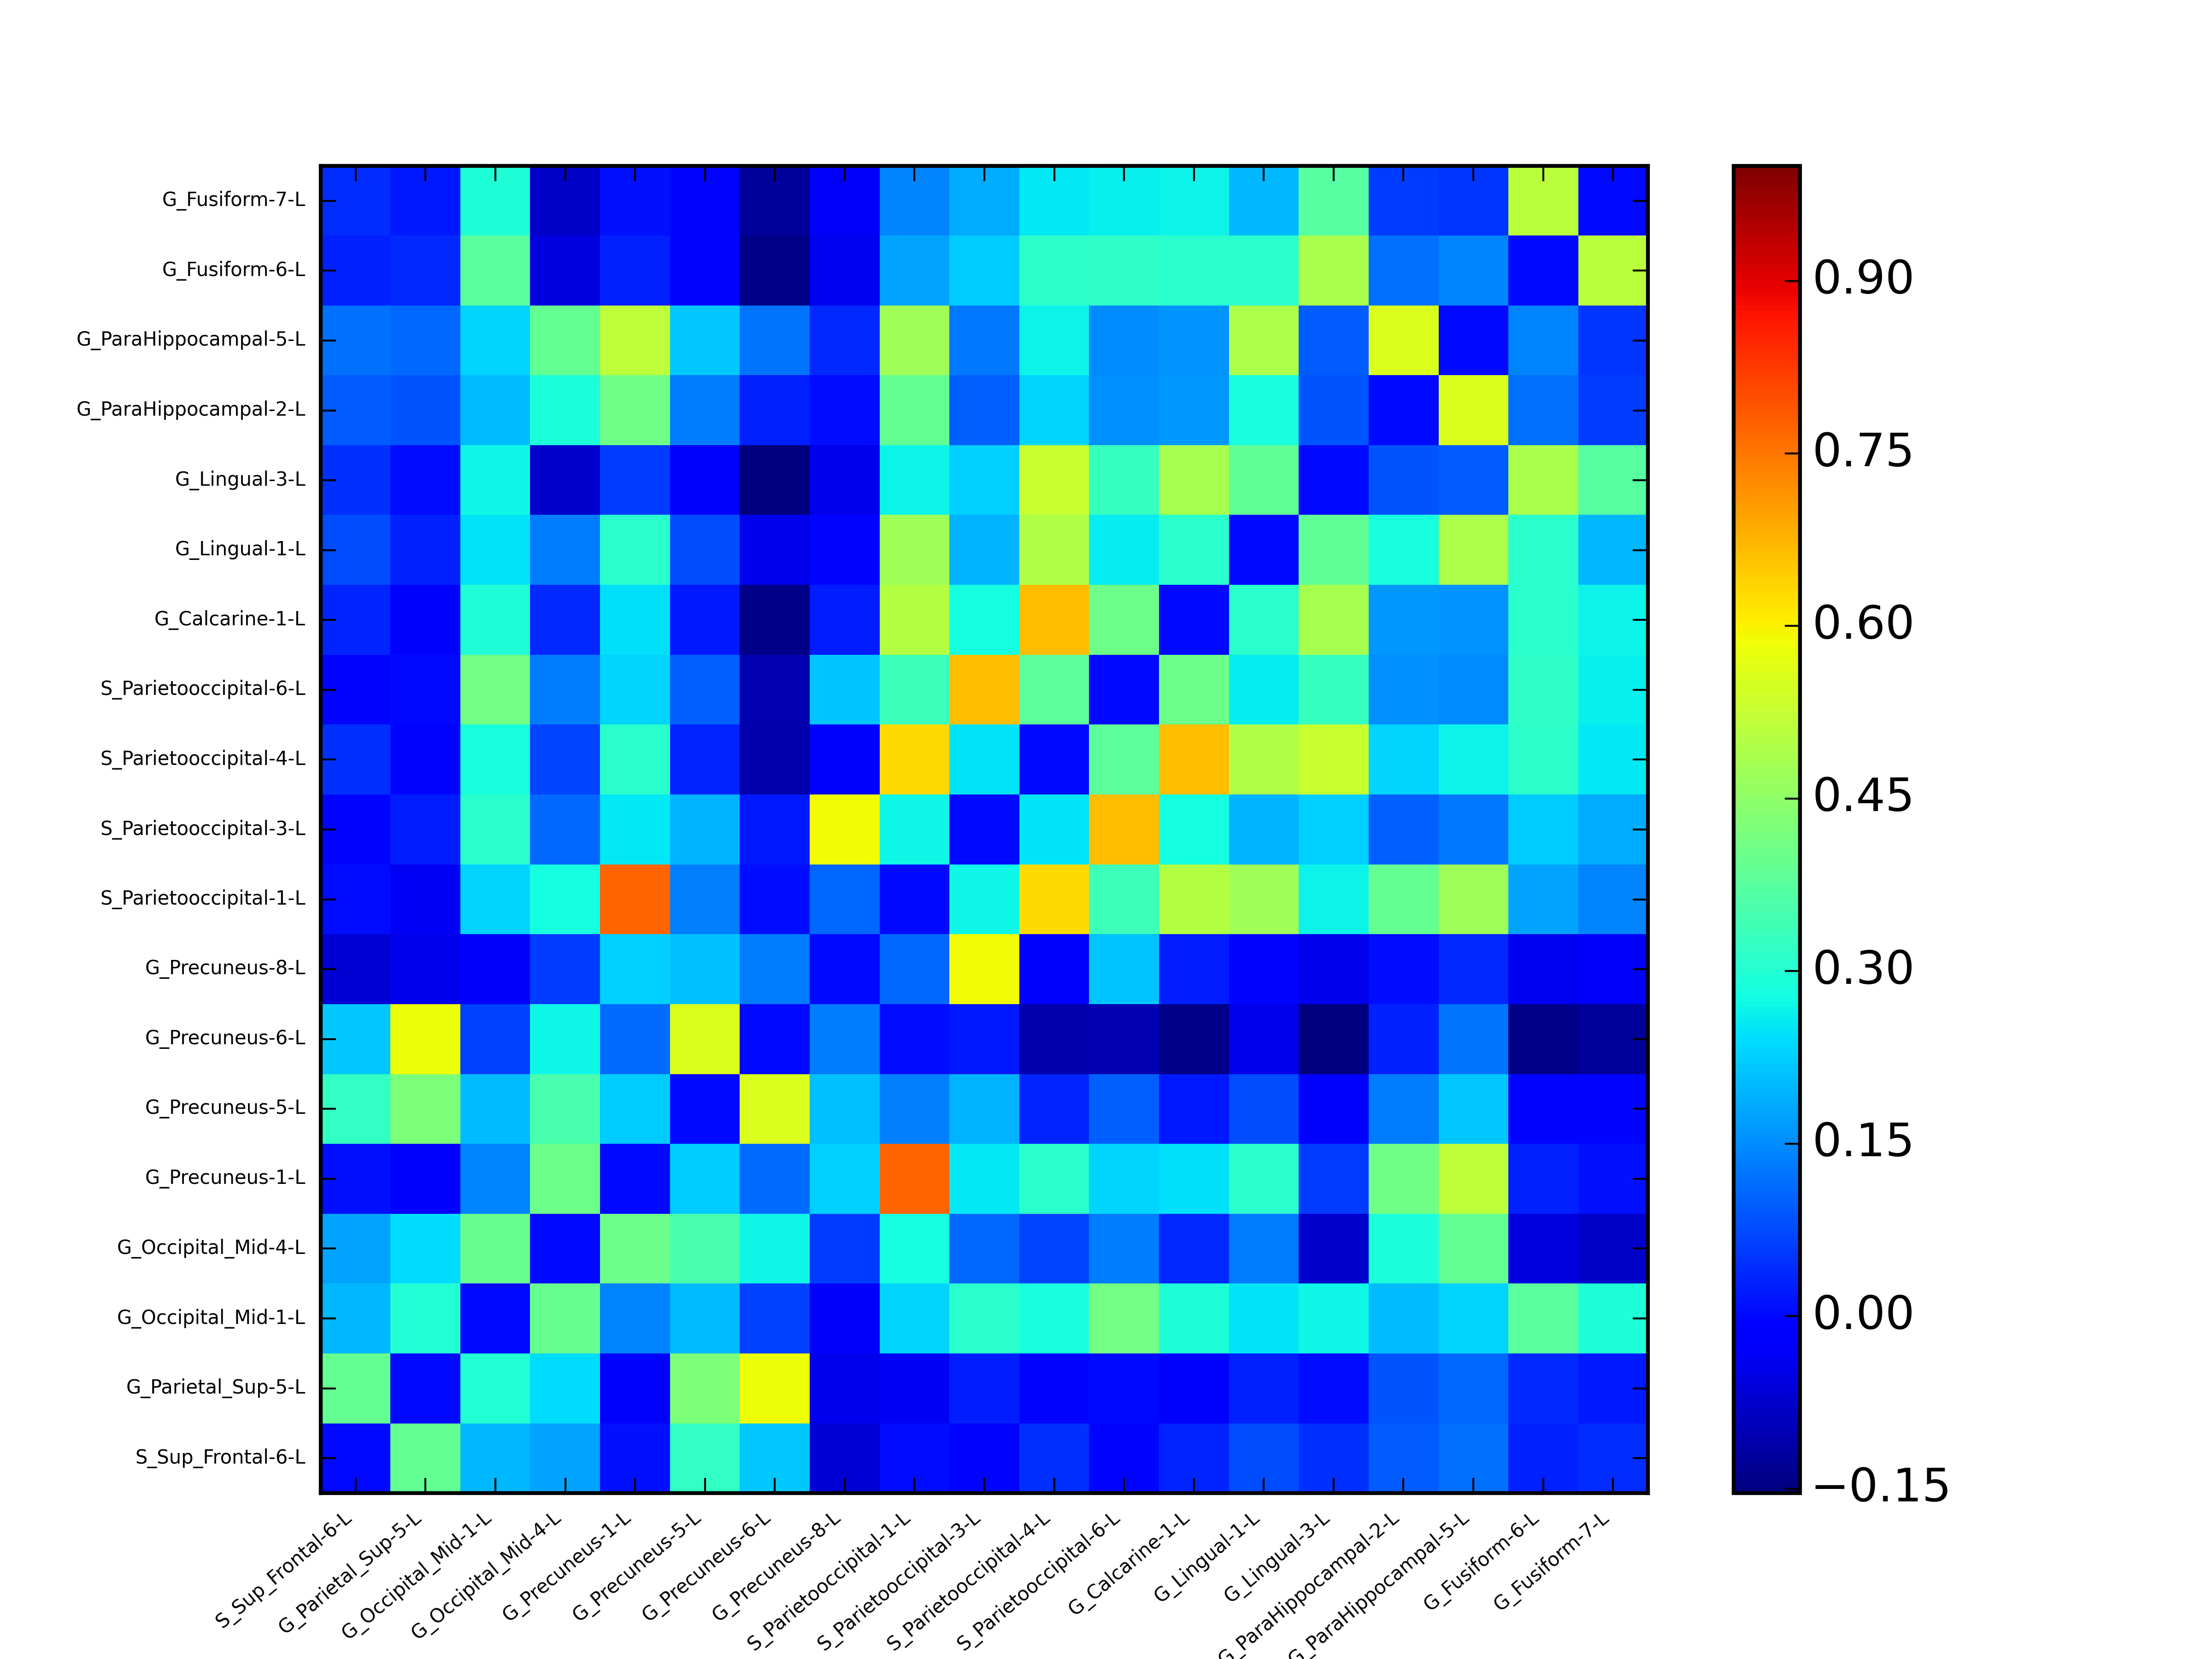 G_Fusiform-7-L
G_Fusiform-6-L
G_ParaHippocampal-5-L
G_ParaHippocampal-2-L
G_Lingual-3-L
G_Lingual-1-L
G_Calcarine-1-L
S_Parietooccipital-6-L
S_Parietooccipital-4-L
S_Parietooccipital-3-L
S_Parietooccipital-1-L
G_Precuneus-8-L
G_Precuneus-6-L
G_Precuneus-5-L
G_Precuneus-1-L
G_Occipital_Mid-4-L
G_Occipital_Mid-1-L
G_Parietal_Sup-5-L
S_Sup_Frontal-6-L
S_Sup_Frontal-6-L
G_Parietal_Sup-5-L
G_Occipital_Mid-1-L
G_Occipital_Mid-4-L
G_Precuneus-1-L
G_Precuneus-5-L
G_Precuneus-6-L
G_Precuneus-8-L
S_Parietooccipital-1-L
S_Parietooccipital-3-L
S_Parietooccipital-4-L
S_Parietooccipital-6-L
G_Calcarine-1-L
G_Lingual-1-L
G_Lingual-3-L
G_ParaHippocampal-2-L
G_ParaHippocampal-5-L
G_Fusiform-6-L
G_Fusiform-7-L
0.90
0.75
0.60
0.45
0.30
0.15
0.00
−0.15